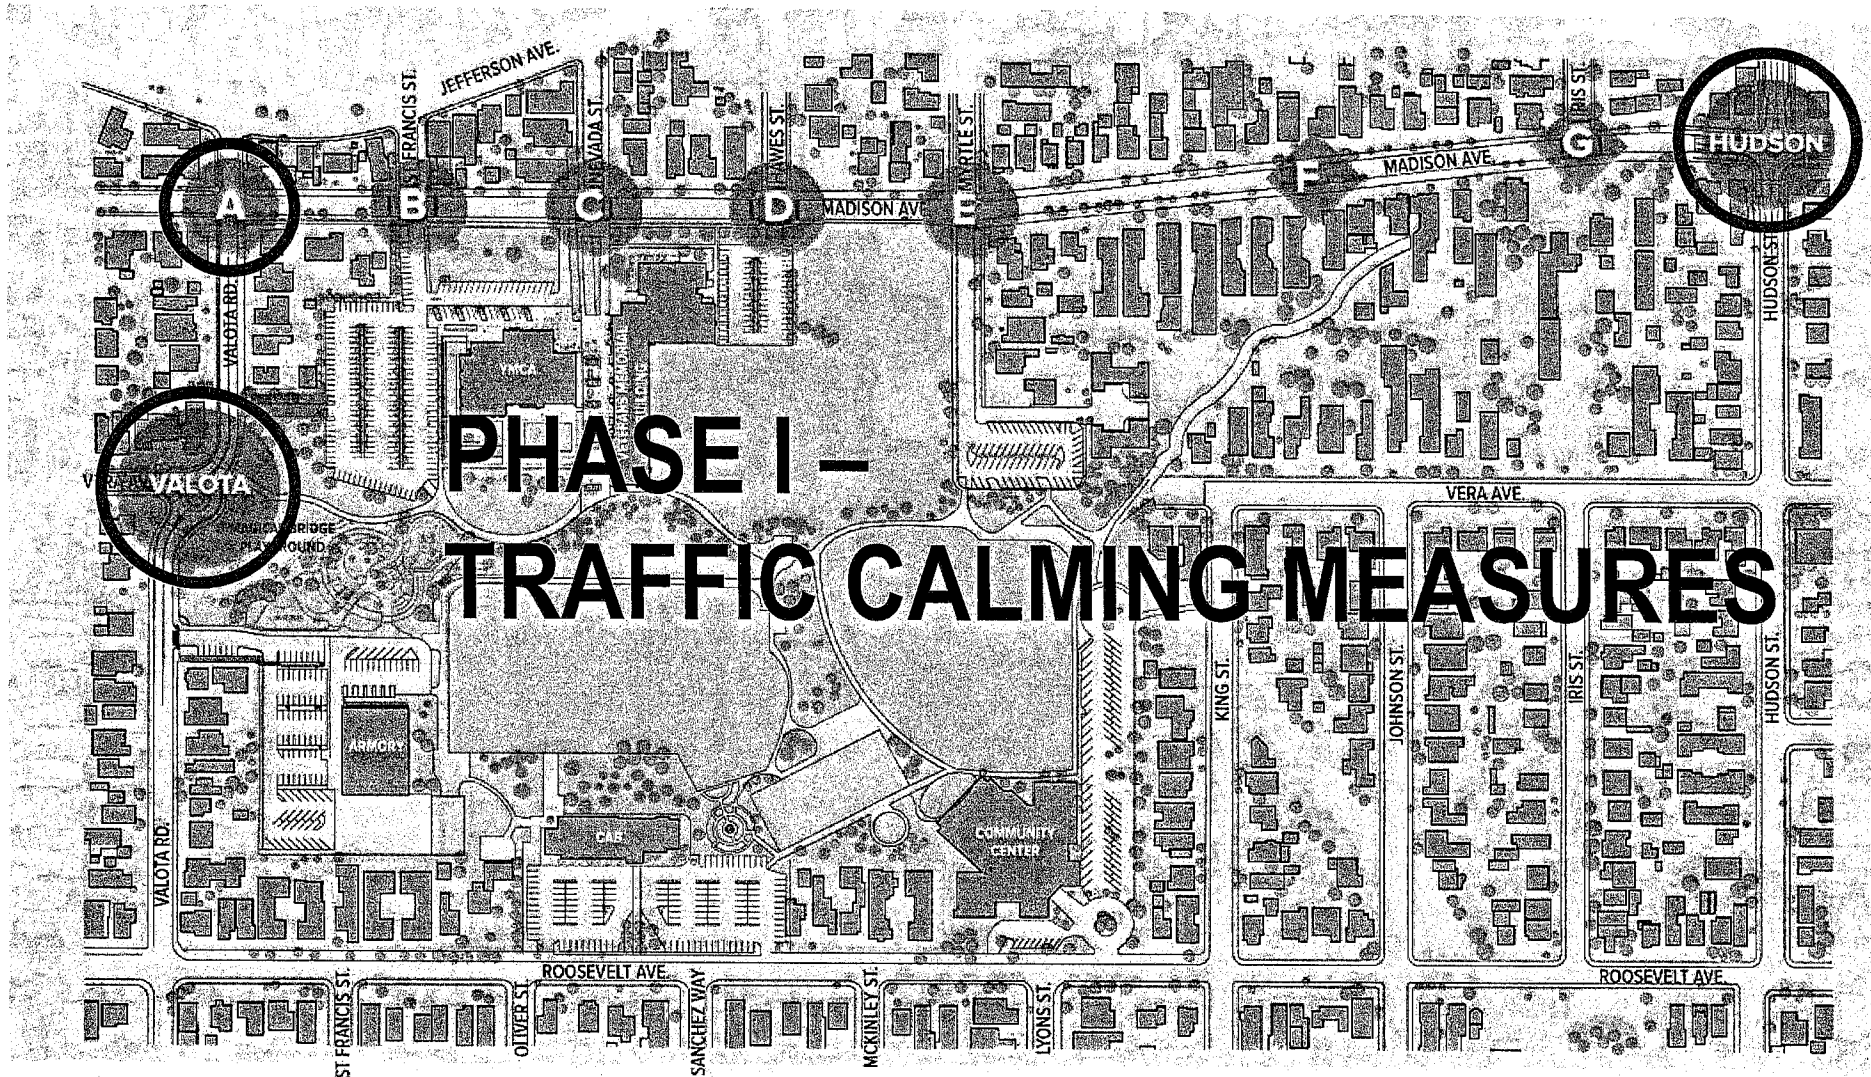 JEFFERSON AVE.
ST. FRANCIS ST.
NEVADA ST.
HAWES ST.
MYRTLE ST.
IRIS ST.
HUDSON
A
B
C
D
E
F
G
MADISON AVE.
MADISON AVE.
VALOTA RD.
HUDSON ST.
YMCA
PHASE I –
VALOTA
VERA AVE.
MAGICAL BRIDGE
PLAYGROUND
TRAFFIC CALMING MEASURES
KING ST.
JOHNSON ST.
IRIS ST.
HUDSON ST.
ARMORY
VALOTA RD.
CAB
COMMUNITY
CENTER
ROOSEVELT AVE.
ROOSEVELT AVE.
ST FRANCIS ST.
OLIVER ST.
SANCHEZ WAY
MCKINLEY ST.
LYONS ST.